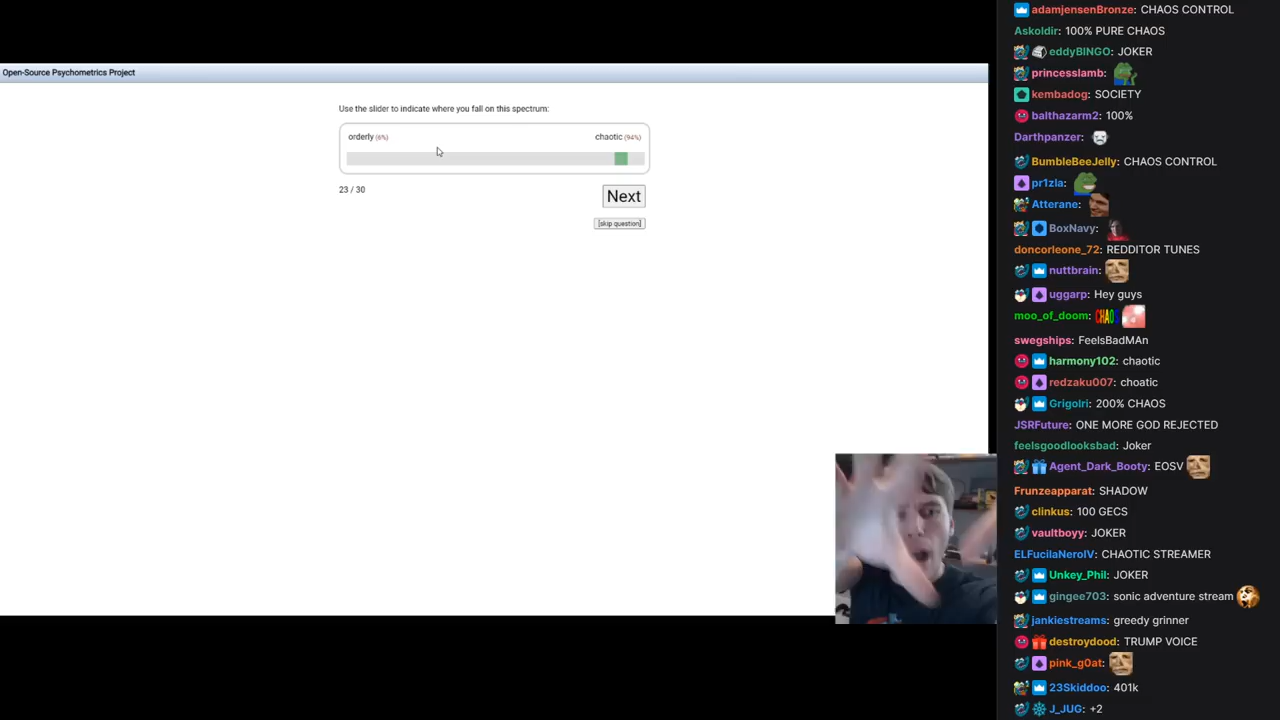 Open-Source Psychometrics Project
Use the slider to indicate where you fall on this spectrum:
orderly (6%) chaotic (94%)
23 / 30
Next
[skip question]
adamjensenBronze: CHAOS CONTROL
Askoldir: 100% PURE CHAOS
eddyBINGO: JOKER
princesslamb:
kembadog: SOCIETY
balthazarm2: 100%
Darthpanzer:
BumbleBeeJelly: CHAOS CONTROL
pr1zla:
Atterane:
BoxNavy:
doncorleone_72: REDDITOR TUNES
nuttbrain:
uggarp: Hey guys
moo_of_doom: CHAOS
swegships: FeelsBadMAn
harmony102: chaotic
redzaku007: choatic
Grigolri: 200% CHAOS
JSRFuture: ONE MORE GOD REJECTED
feelsgoodlooksbad: Joker
Agent_Dark_Booty: EOSV
Frunzeapparat: SHADOW
clinkus: 100 GECS
vaultboyy: JOKER
ELFucilaNeroIV: CHAOTIC STREAMER
Unkey_Phil: JOKER
gingee703: sonic adventure stream
jankiestreams: greedy grinner
destroydood: TRUMP VOICE
pink_g0at:
23Skiddoo: 401k
J_JUG: +2